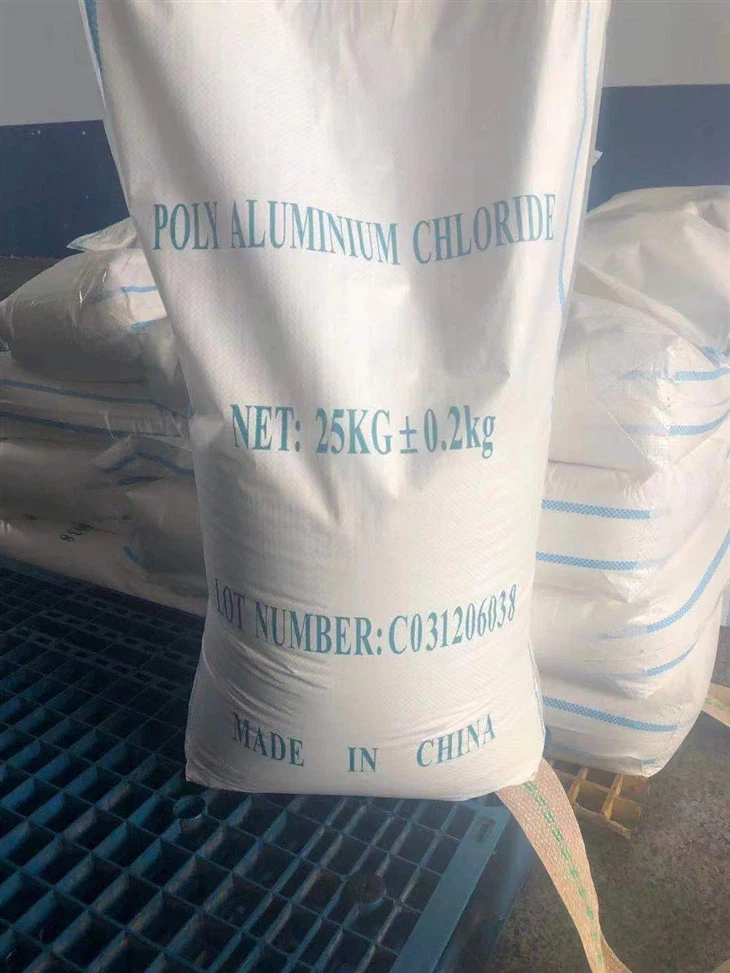 POLY ALUMINIUM CHLORIDE
NET: 25KG±0.2kg
LOT NUMBER: C031206038
MADE IN CHINA